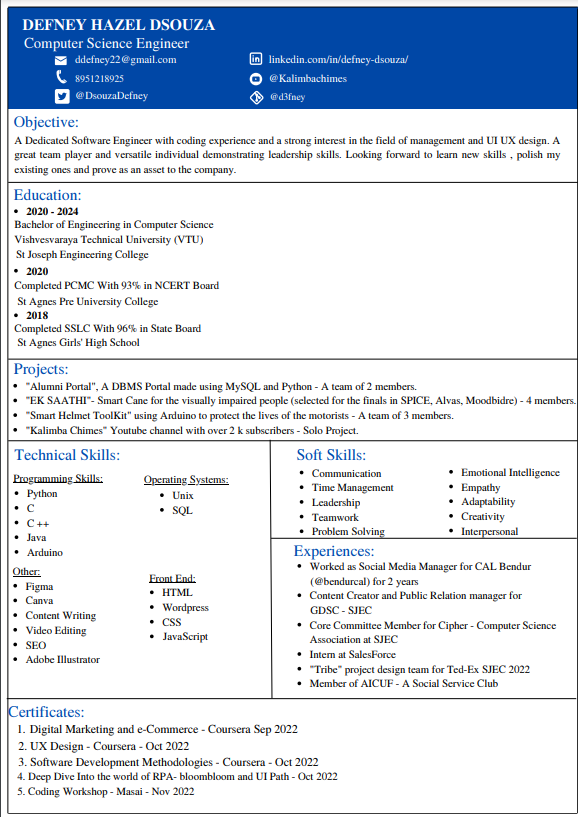 DEFNEY HAZEL DSOUZA
Computer Science Engineer
ddefney22@gmail.com
8951218925
@DsouzaDefney
linkedin.com/in/defney-dsouza/
@Kalimbachimes
@d3fney
Objective:
A Dedicated Software Engineer with coding experience and a strong interest in the field of management and UI UX design. A
great team player and versatile individual demonstrating leadership skills. Looking forward to learn new skills , polish my
existing ones and prove as an asset to the company.
Education:
• 2020 - 2024
Bachelor of Engineering in Computer Science
Vishvesvaraya Technical University (VTU)
St Joseph Engineering College
• 2020
Completed PCMC With 93% in NCERT Board
St Agnes Pre University College
• 2018
Completed SSLC With 96% in State Board
St Agnes Girls' High School
Projects:
• "Alumni Portal", A DBMS Portal made using MySQL and Python - A team of 2 members.
• "EK SAATHI"- Smart Cane for the visually impaired people (selected for the finals in SPICE, Alvas, Moodbidre) - 4 members.
• "Smart Helmet ToolKit" using Arduino to protect the lives of the motorists - A team of 3 members.
• "Kalimba Chimes" Youtube channel with over 2 k subscribers - Solo Project.
Technical Skills:
Programming Skills:
• Python
• C
• C ++
• Java
• Arduino
Operating Systems:
• Unix
• SQL
Other:
• Figma
• Canva
• Content Writing
• Video Editing
• SEO
• Adobe Illustrator
Front End:
• HTML
• Wordpress
• CSS
• JavaScript
Soft Skills:
• Communication
• Time Management
• Leadership
• Teamwork
• Problem Solving
• Emotional Intelligence
• Empathy
• Adaptability
• Creativity
• Interpersonal
Experiences:
• Worked as Social Media Manager for CAL Bendur
(@bendurcal) for 2 years
• Content Creator and Public Relation manager for
GDSC - SJEC
• Core Committee Member for Cipher - Computer Science
Association at SJEC
• Intern at SalesForce
• "Tribe" project design team for Ted-Ex SJEC 2022
• Member of AICUF - A Social Service Club
Certificates:
1. Digital Marketing and e-Commerce - Coursera Sep 2022
2. UX Design - Coursera - Oct 2022
3. Software Development Methodologies - Coursera - Oct 2022
4. Deep Dive Into the world of RPA- bloombloom and UI Path - Oct 2022
5. Coding Workshop - Masai - Nov 2022